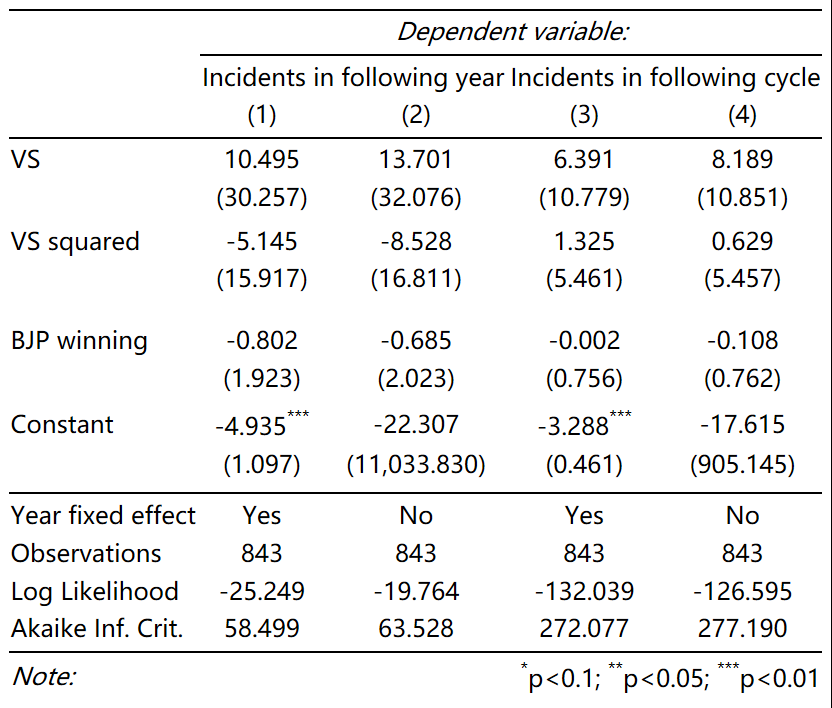 Dependent variable:
Incidents in following year Incidents in following cycle
(1) (2) (3) (4)
VS 10.495 13.701 6.391 8.189
(30.257) (32.076) (10.779) (10.851)
VS squared -5.145 -8.528 1.325 0.629
(15.917) (16.811) (5.461) (5.457)
BJP winning -0.802 -0.685 -0.002 -0.108
(1.923) (2.023) (0.756) (0.762)
Constant -4.935*** -22.307 -3.288*** -17.615
(1.097) (11,033.830) (0.461) (905.145)
Year fixed effect Yes No Yes No
Observations 843 843 843 843
Log Likelihood -25.249 -19.764 -132.039 -126.595
Akaike Inf. Crit. 58.499 63.528 272.077 277.190
Note: *p<0.1; **p<0.05; ***p<0.01